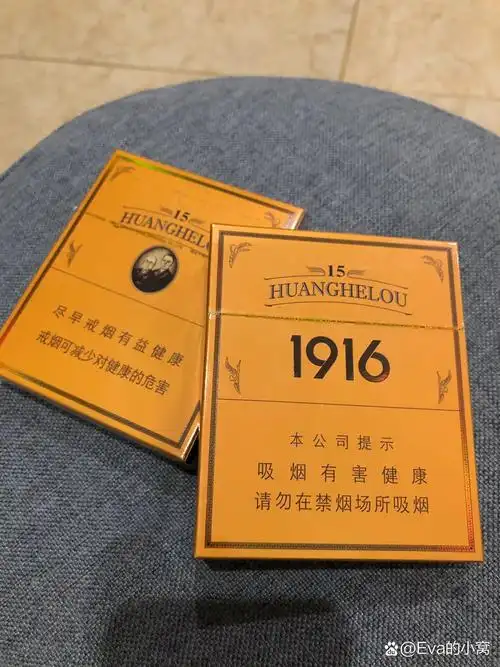 15
HUANGHELOU
尽早戒烟有益健康
戒烟可减少对健康的危害
15
HUANGHELOU
1916
本公司提示
吸烟有害健康
请勿在禁烟场所吸烟
@Eva的小窝